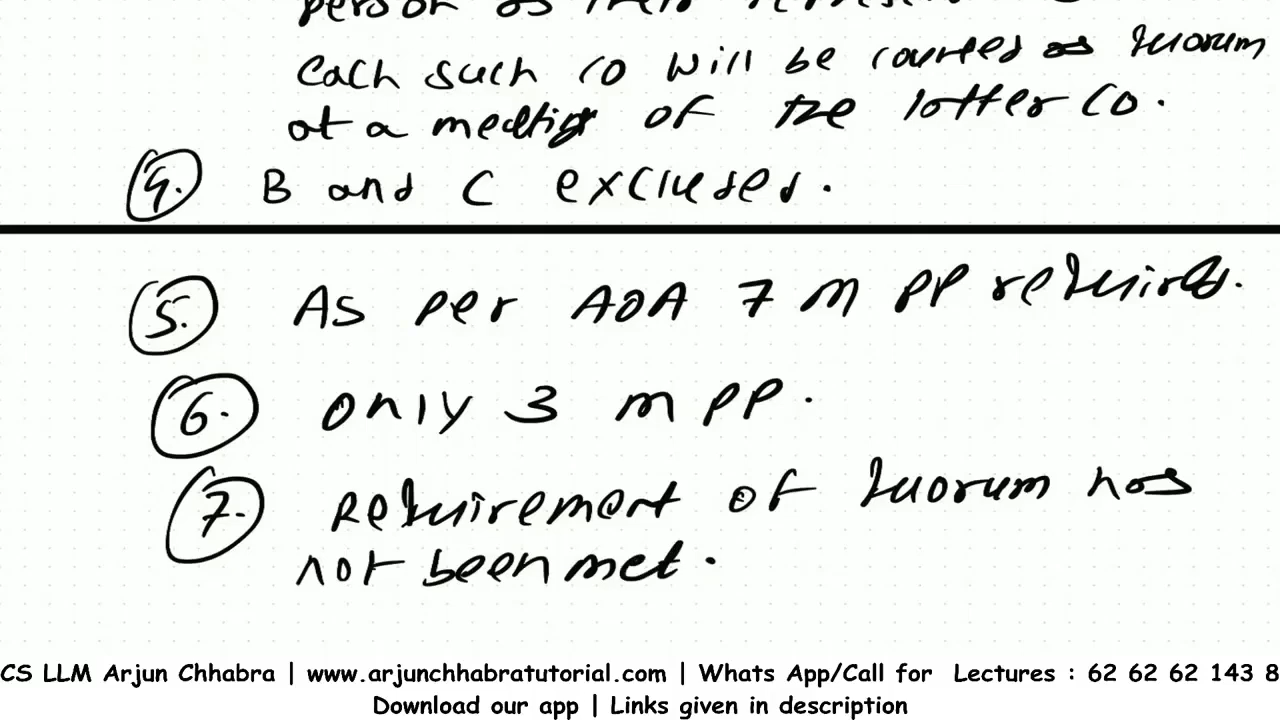 person as their
each such co will be counted as quorum
at a meeting of the latter co.
4. B and C excluded.
5. As per AOA 7 m PP required.
6. only 3 m PP.
7. Requirement of quorum has
not been met.
CS LLM Arjun Chhabra | www.arjunchhabratutorial.com | Whats App/Call for Lectures : 62 62 62 143 8
Download our app | Links given in description